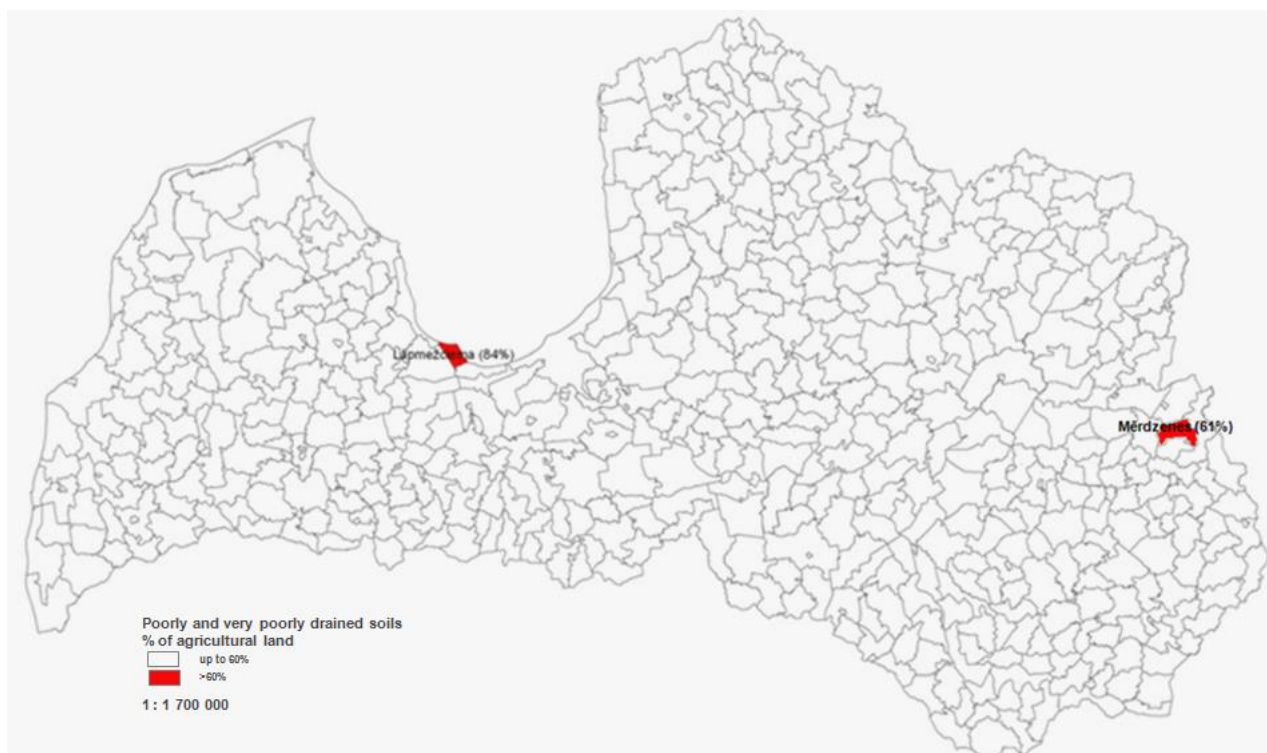 Lapmežciema (84%)
Mērdzenes (61%)
Poorly and very poorly drained soils
% of agricultural land
up to 60%
>60%
1 : 1 700 000